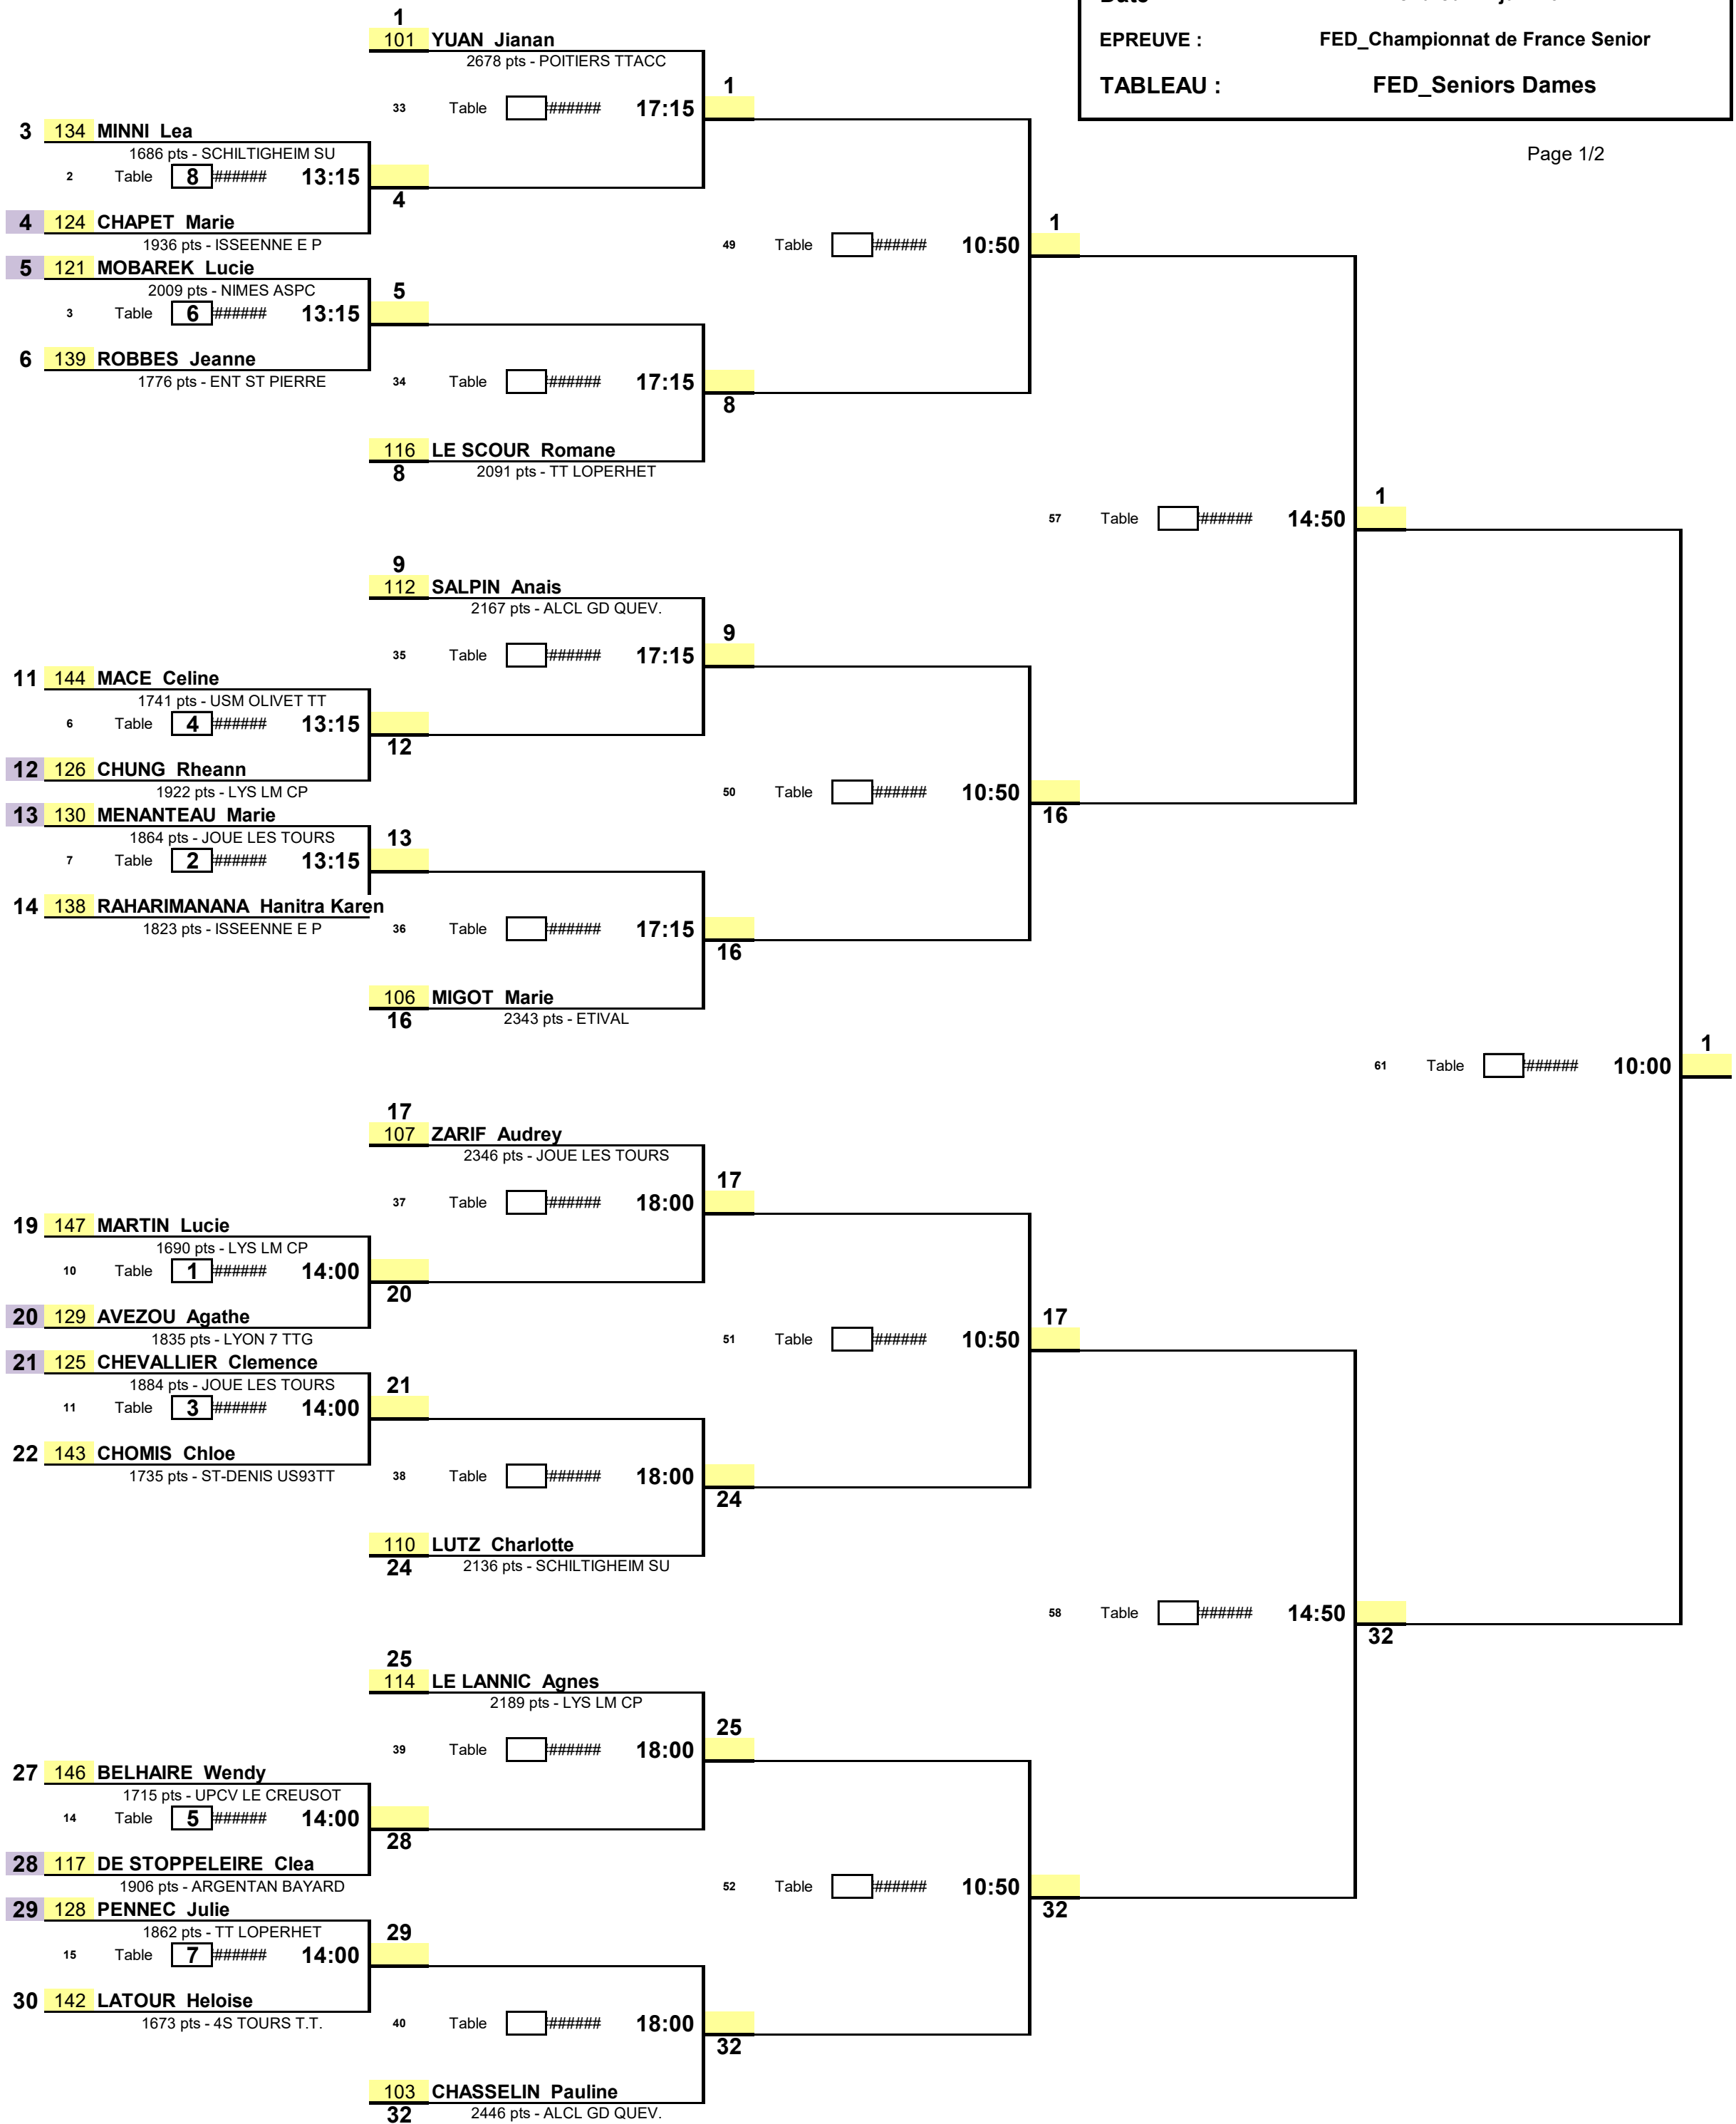 EPREUVE : FED_Championnat de France Senior
TABLEAU : FED_Seniors Dames
Page 1/2
1
101 YUAN Jianan
2678 pts - POITIERS TTACC
33 Table ###### 17:15
1
3 134 MINNI Lea
1686 pts - SCHILTIGHEIM SU
2 Table 8 ###### 13:15
4
4 124 CHAPET Marie
1936 pts - ISSEENNE E P
49 Table ###### 10:50
1
5 121 MOBAREK Lucie
2009 pts - NIMES ASPC
5
3 Table 6 ###### 13:15
6 139 ROBBES Jeanne
1776 pts - ENT ST PIERRE
34 Table ###### 17:15
8
116 LE SCOUR Romane
8
2091 pts - TT LOPERHET
57 Table ###### 14:50
1
9
112 SALPIN Anais
2167 pts - ALCL GD QUEV.
35 Table ###### 17:15
9
11 144 MACE Celine
1741 pts - USM OLIVET TT
6 Table 4 ###### 13:15
12
12 126 CHUNG Rheann
1922 pts - LYS LM CP
50 Table ###### 10:50
16
13 130 MENANTEAU Marie
1864 pts - JOUE LES TOURS
13
7 Table 2 ###### 13:15
14 138 RAHARIMANANA Hanitra Karen
1823 pts - ISSEENNE E P
36 Table ###### 17:15
16
106 MIGOT Marie
16
2343 pts - ETIVAL
61 Table ###### 10:00
1
17
107 ZARIF Audrey
2346 pts - JOUE LES TOURS
37 Table ###### 18:00
17
19 147 MARTIN Lucie
1690 pts - LYS LM CP
10 Table 1 ###### 14:00
20
20 129 AVEZOU Agathe
1835 pts - LYON 7 TTG
51 Table ###### 10:50
17
21 125 CHEVALLIER Clemence
1884 pts - JOUE LES TOURS
21
11 Table 3 ###### 14:00
22 143 CHOMIS Chloe
1735 pts - ST-DENIS US93TT
38 Table ###### 18:00
24
110 LUTZ Charlotte
24
2136 pts - SCHILTIGHEIM SU
58 Table ###### 14:50
32
25
114 LE LANNIC Agnes
2189 pts - LYS LM CP
39 Table ###### 18:00
25
27 146 BELHAIRE Wendy
1715 pts - UPCV LE CREUSOT
14 Table 5 ###### 14:00
28
28 117 DE STOPPELEIRE Clea
1906 pts - ARGENTAN BAYARD
52 Table ###### 10:50
32
29 128 PENNEC Julie
1862 pts - TT LOPERHET
29
15 Table 7 ###### 14:00
30 142 LATOUR Heloise
1673 pts - 4S TOURS T.T.
40 Table ###### 18:00
32
103 CHASSELIN Pauline
32
2446 pts - ALCL GD QUEV.